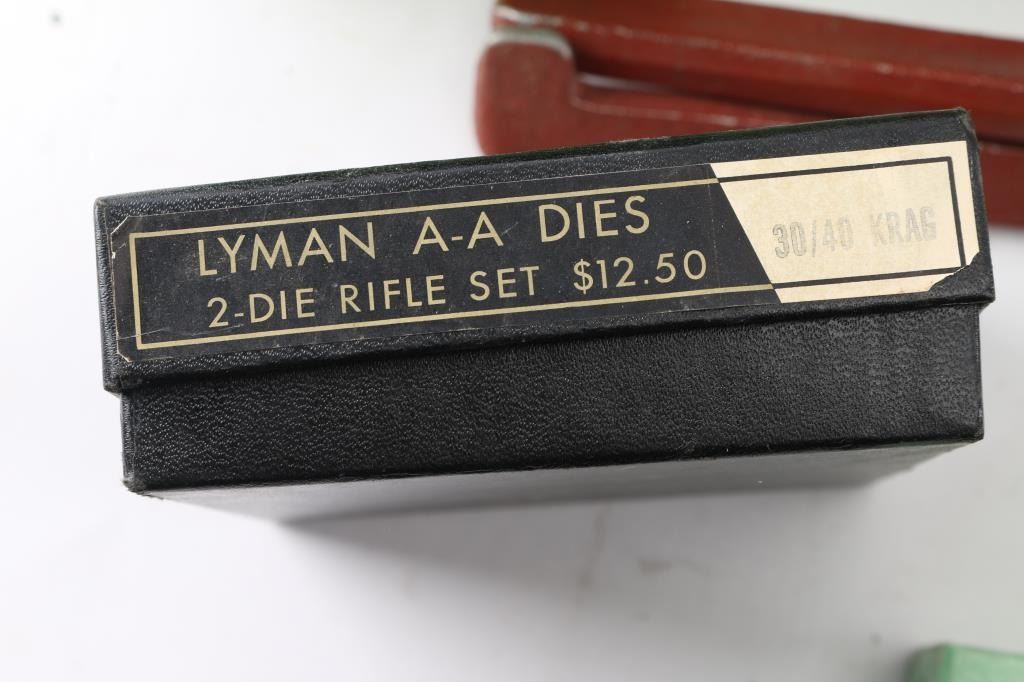 LYMAN A-A DIES
2-DIE RIFLE SET $12.50
30/40 KRAG